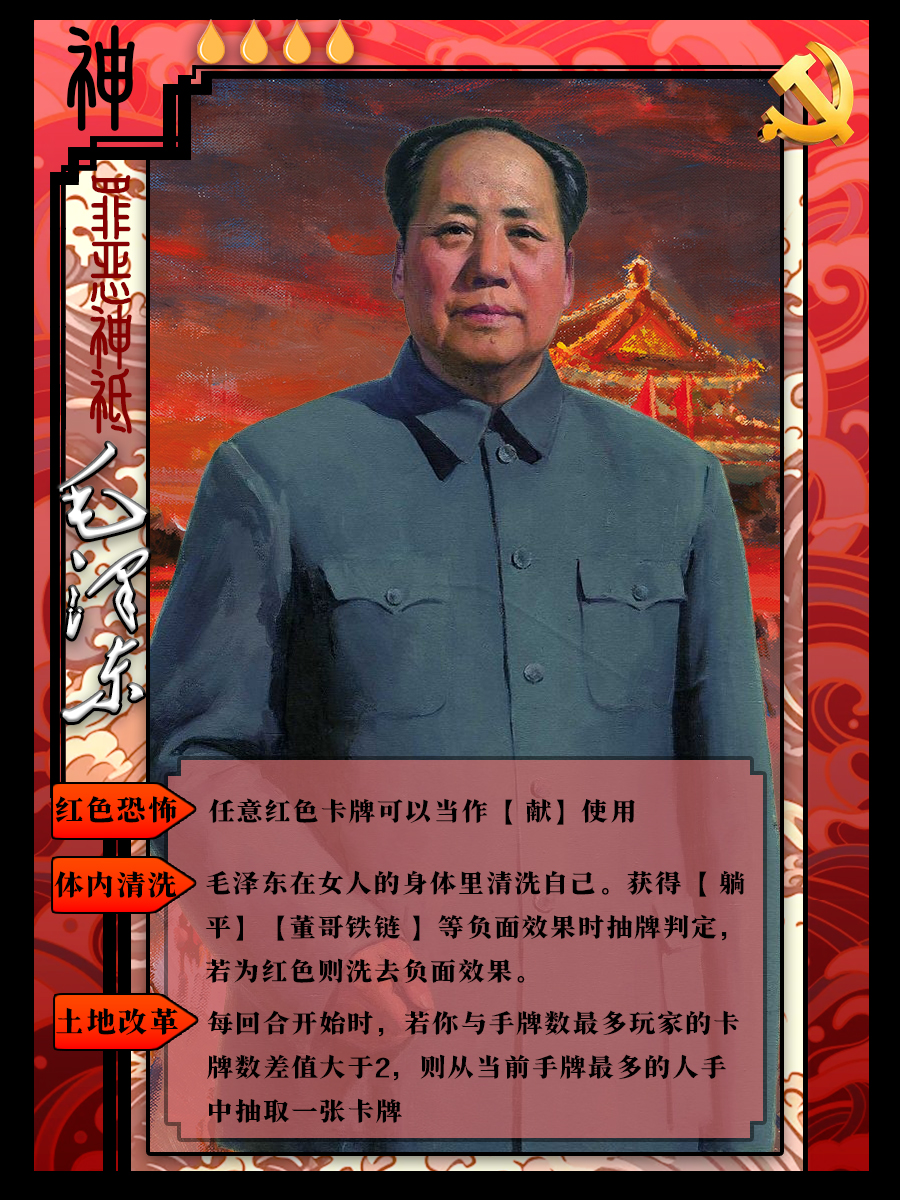 神
罪恶神祗
毛泽东
红色恐怖
任意红色卡牌可以当作【献】使用
体内清洗
毛泽东在女人的身体里清洗自己。获得【躺
平】【董哥铁链】等负面效果时抽牌判定，
若为红色则洗去负面效果。
土地改革
每回合开始时，若你与手牌数最多玩家的卡
牌数差值大于2，则从当前手牌最多的人手
中抽取一张卡牌